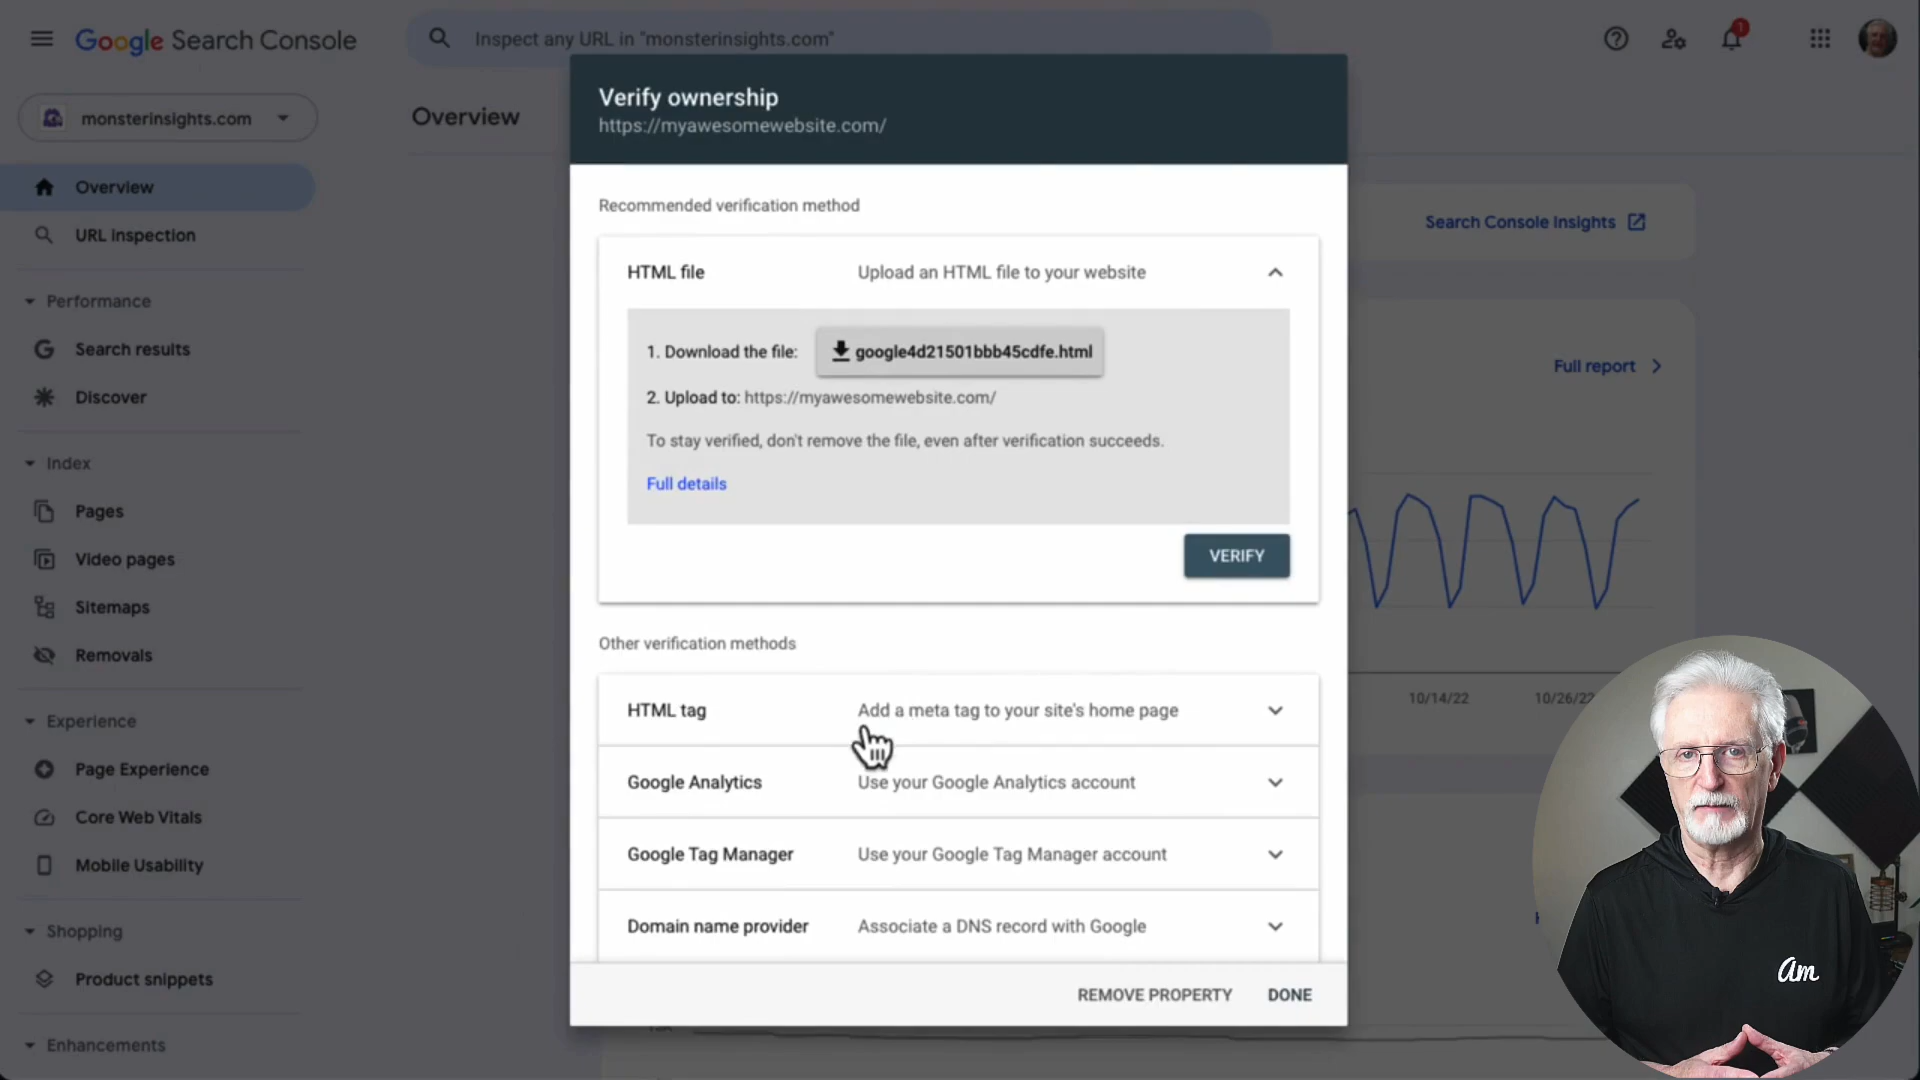 Google Search Console
Inspect any URL in "monsterinsights.com"
1
monsterinsights.com
Overview
Overview
URL inspection
Performance
Search results
Discover
Index
Pages
Video pages
Sitemaps
Removals
Experience
Page Experience
Core Web Vitals
Mobile Usability
Shopping
Product snippets
Enhancements
Verify ownership
https://myawesomewebsite.com/
Recommended verification method
HTML file Upload an HTML file to your website
1. Download the file: google4d21501bbb45cdfe.html
2. Upload to: https://myawesomewebsite.com/
To stay verified, don't remove the file, even after verification succeeds.
Full details
VERIFY
Other verification methods
HTML tag Add a meta tag to your site's home page
Google Analytics Use your Google Analytics account
Google Tag Manager Use your Google Tag Manager account
Domain name provider Associate a DNS record with Google
REMOVE PROPERTY DONE
Search Console Insights
Full report
10/14/22 10/26/22
am